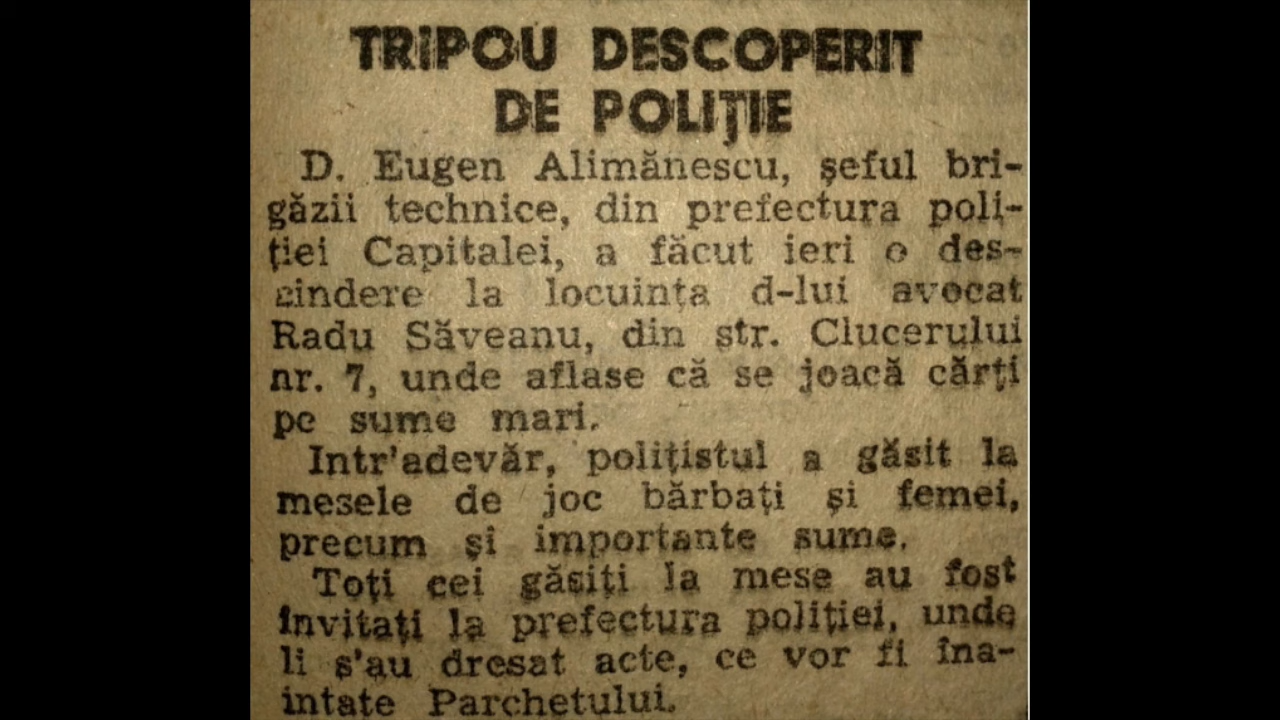 TRIPOU DESCOPERIT
DE POLIȚIE
D. Eugen Alimănescu, șeful bri-
găzii technice, din prefectura poli-
ției Capitalei, a făcut ieri o des-
cindere la locuința d-lui avocat
Radu Săveanu, din str. Clucerului
nr. 7, unde aflase că se joacă cărți
pe sume mari.
Intr'adevăr, polițistul a găsit la
mesele de joc bărbați și femei,
precum și importante sume.
Toți cei găsiți la mese au fost
invitați la prefectura poliției, unde
li s'au dresat acte, ce vor fi îna-
intate Parchetului.